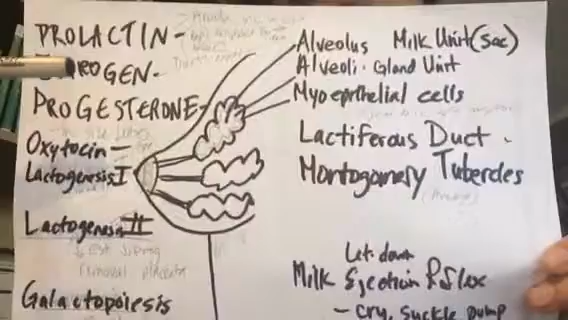 PROLACTIN -
ROGEN -
PROGESTERONE -
Oxytocin -
Lactogenesis I
Lactogenesis II
Galactopoiesis
Alveolus Milk Unit (sac)
Alveoli · Gland Unit
Myoepithelial cells
Lactiferous Duct .
Montogomery Tubercles
Let-down
Milk Ejection Reflex
- cry, suckle pump